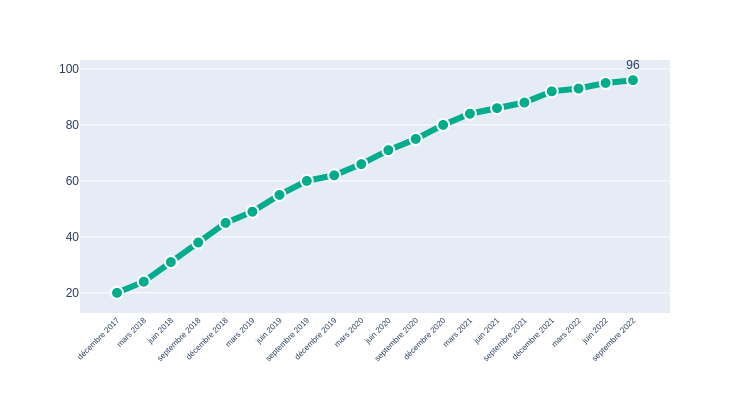 96
100
80
60
40
20
décembre 2017
mars 2018
juin 2018
septembre 2018
décembre 2018
mars 2019
juin 2019
septembre 2019
décembre 2019
mars 2020
juin 2020
septembre 2020
décembre 2020
mars 2021
juin 2021
septembre 2021
décembre 2021
mars 2022
juin 2022
septembre 2022